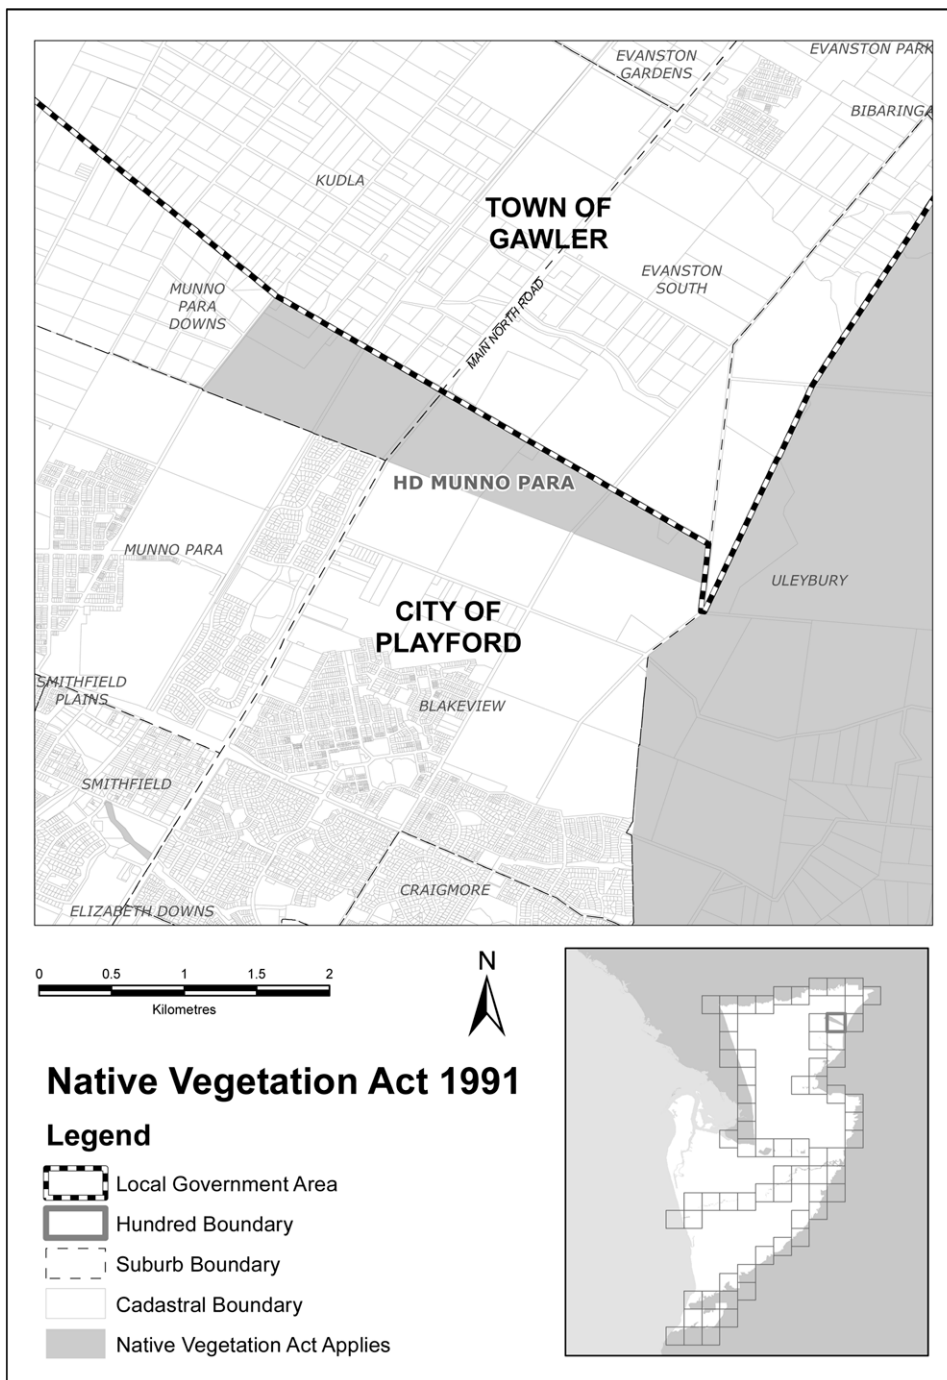 EVANSTON
GARDENS
EVANSTON PARK
BIBARINGA
KUDLA
TOWN OF
GAWLER
EVANSTON
SOUTH
MUNNO
PARA
DOWNS
MAIN NORTH ROAD
HD MUNNO PARA
MUNNO PARA
ULEYBURY
CITY OF
PLAYFORD
SMITHFIELD
PLAINS
BLAKEVIEW
SMITHFIELD
CRAIGMORE
ELIZABETH DOWNS
0 0.5 1 1.5 2
Kilometres
N
Native Vegetation Act 1991
Legend
Local Government Area
Hundred Boundary
Suburb Boundary
Cadastral Boundary
Native Vegetation Act Applies